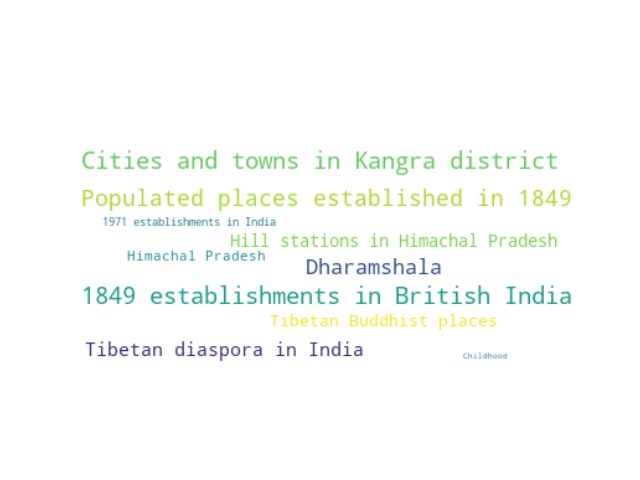 Cities and towns in Kangra district
Populated places established in 1849
1971 establishments in India
Hill stations in Himachal Pradesh
Himachal Pradesh
Dharamshala
1849 establishments in British India
Tibetan Buddhist places
Tibetan diaspora in India
Childhood